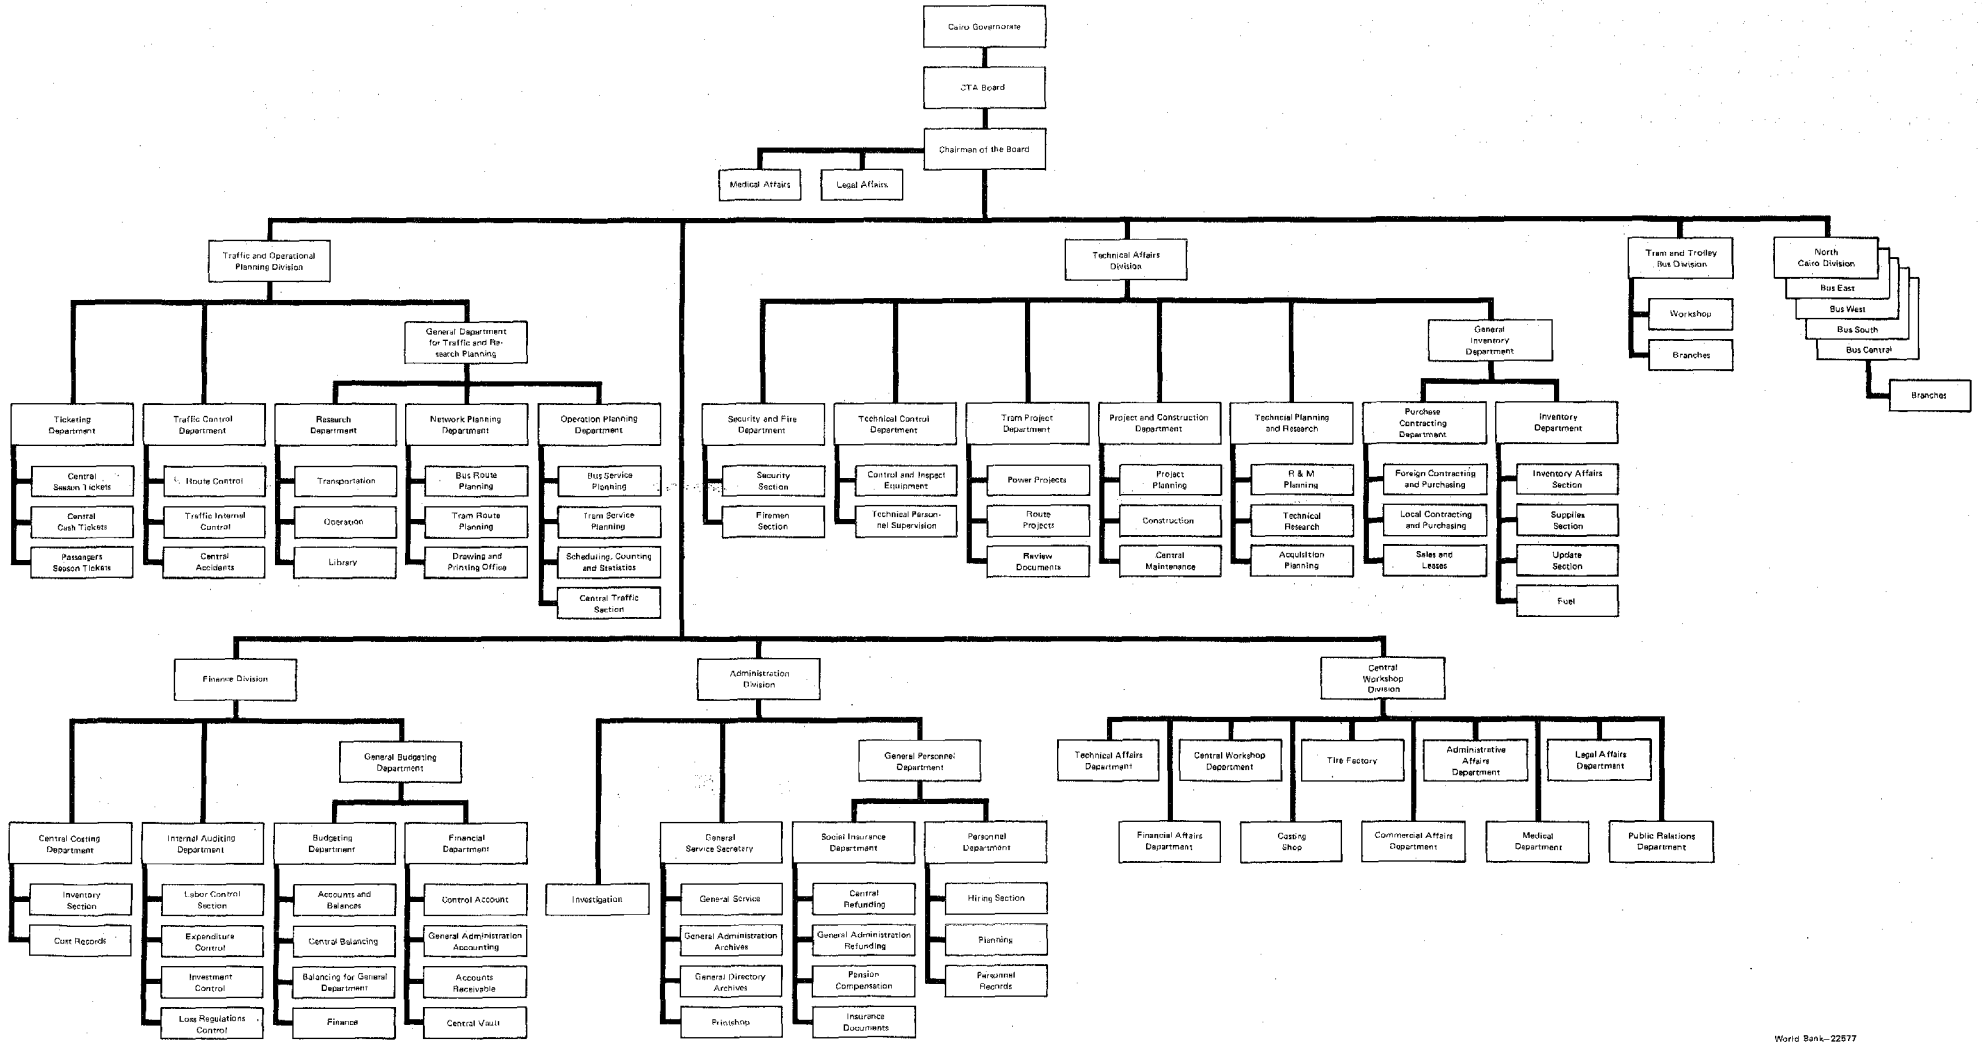 Cairo Governorate
CTA Board
Chairman of the Board
Medical Affairs
Legal Affairs
Traffic and Operational
Planning Division
Technical Affairs
Division
Tram and Trolley
Bus Division
North
Cairo Division
Bus East
Bus West
Bus South
Bus Central
Branches
Workshop
Branches
General Department
for Traffic and Re-
search Planning
General
Inventory
Department
Ticketing
Department
Central
Season Tickets
Central
Cash Tickets
Passangers
Season Tickets
Traffic Control
Department
Route Control
Traffic Internal
Control
Central
Accidents
Research
Department
Transportation
Operation
Library
Network Planning
Department
Bus Route
Planning
Tram Route
Planning
Drawing and
Printing Office
Operation Planning
Department
Bus Service
Planning
Tram Service
Planning
Scheduling, Counting
and Statistics
Central Traffic
Section
Security and Fire
Department
Security
Section
Firemen
Section
Technical Control
Department
Control and Inspect
Equipment
Technical Person-
nel Supervision
Tram Project
Department
Power Projects
Route
Projects
Review
Documents
Project and Construction
Department
Project
Planning
Construction
Central
Maintenance
Techncial Planning
and Research
R & M
Planning
Technical
Research
Acquisition
Planning
Purchase
Contracting
Department
Foreign Contracting
and Purchasing
Local Contracting
and Purchasing
Sales and
Leases
Inventory
Department
Inventory Affairs
Section
Supplies
Section
Update
Section
Fuel
Finance Division
Administration
Division
Central
Workshop
Division
General Budgeting
Department
General Personnel
Department
Technical Affairs
Department
Central Workshop
Department
Tire Factory
Administrative
Affairs
Department
Legal Affairs
Department
Financial Affairs
Department
Casting
Shop
Commercial Affairs
Department
Medical
Department
Public Relations
Department
Central Costing
Department
Inventory
Section
Cost Records
Internal Auditing
Department
Labor Control
Section
Expenditure
Control
Investment
Control
Loss Regulations
Control
Budgeting
Department
Accounts and
Balances
Central Balancing
Balancing for General
Department
Finance
Financial
Department
Control Account
General Administration
Accounting
Accounts
Receivable
Central Vault
Investigation
General
Service Secretary
General Service
General Administration
Archives
General Directory
Archives
Printshop
Social Insurance
Department
Central
Refunding
General Administration
Refunding
Pension
Compensation
Insurance
Documents
Personnel
Department
Hiring Section
Planning
Personnel
Records
World Bank—22577